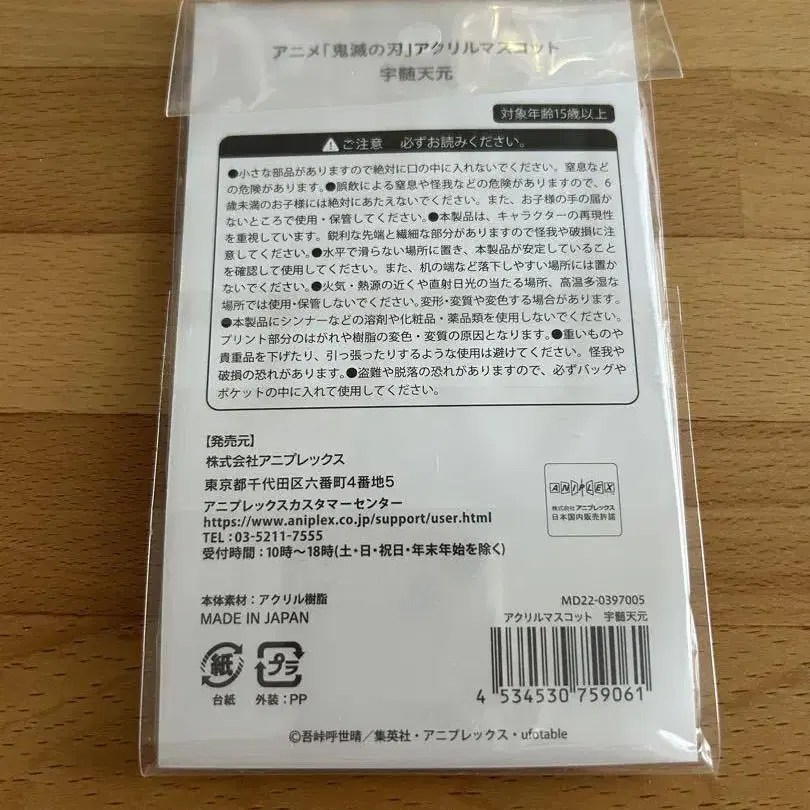 アニメ「鬼滅の刃」アクリルマスコット
宇髄天元
対象年齢15歳以上
ご注意 必ずお読みください。
●小さな部品がありますので絶対に口の中に入れないでください。窒息など
の危険があります。●誤飲による窒息や怪我などの危険がありますので、6
歳未満のお子様には絶対にあたえないでください。また、お子様の手の届か
ないところで使用・保管してください。●本製品は、キャラクターの再現性
を重視しています。鋭利な先端と繊細な部分がありますので怪我や破損に注
意してください。●水平で滑らない場所に置き、本製品が安定していること
を確認して使用してください。また、机の端など落下しやすい場所には置か
ないでください。●火気・熱源の近くや直射日光の当たる場所、高温多湿な
場所では使用・保管しないでください。変形・変質や変色する場合があります。
●本製品にシンナーなどの溶剤や化粧品・薬品類を使用しないでください。
プリント部分のはがれや樹脂の変色・変質の原因となります。●重いものや
貴重品を下げたり、引っ張ったりするような使用は避けてください。怪我や
破損の恐れがあります。●盗難や脱落の恐れがありますので、必ずバッグや
ポケットの中に入れて使用してください。
【発売元】
株式会社アニプレックス
東京都千代田区六番町4番地5
アニプレックスカスタマーセンター
https://www.aniplex.co.jp/support/user.html
TEL：03-5211-7555
受付時間：10時～18時(土・日・祝日・年末年始を除く)
ANIPLEX
株式会社 アニプレックス
日本国内販売許諾
本体素材：アクリル樹脂
MADE IN JAPAN
MD22-0397005
アクリルマスコット 宇髄天元
紙
プラ
台紙
外装：PP
4 534530 759061
©吾峠呼世晴／集英社・アニプレックス・ufotable